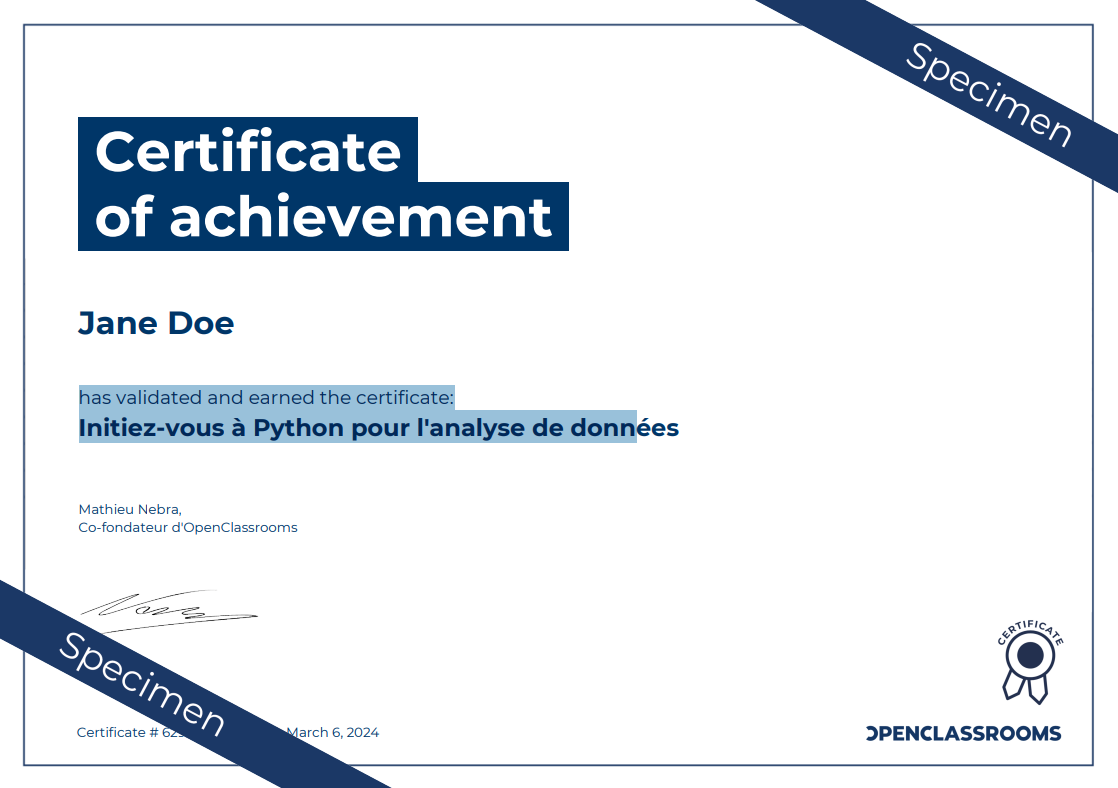 Specimen
Certificate
of achievement
Jane Doe
has validated and earned the certificate:
Initiez-vous à Python pour l'analyse de données
Mathieu Nebra,
Co-fondateur d'OpenClassrooms
Specimen
CERTIFICATE
Certificate # 62 March 6, 2024
OPENCLASSROOMS